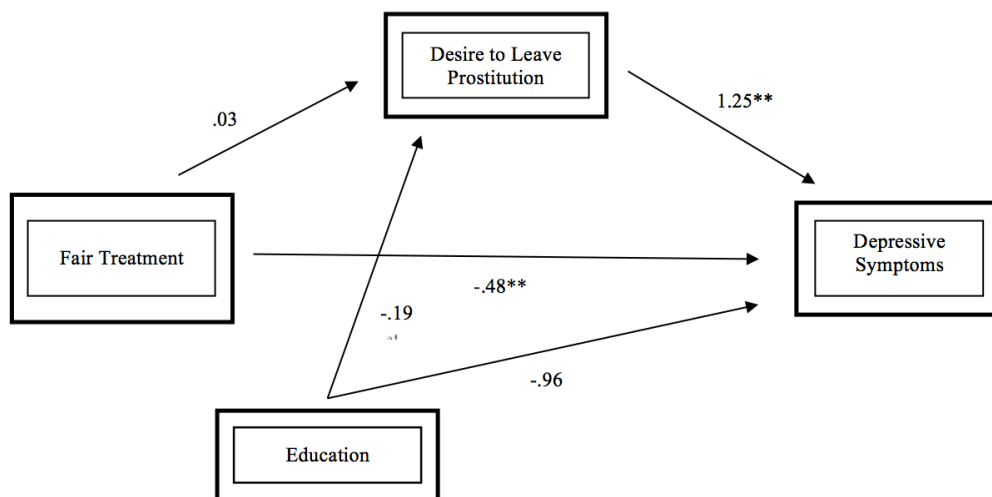 Desire to Leave
Prostitution
1.25**
.03
Fair Treatment
Depressive
Symptoms
-.48**
-.19
-.96
Education